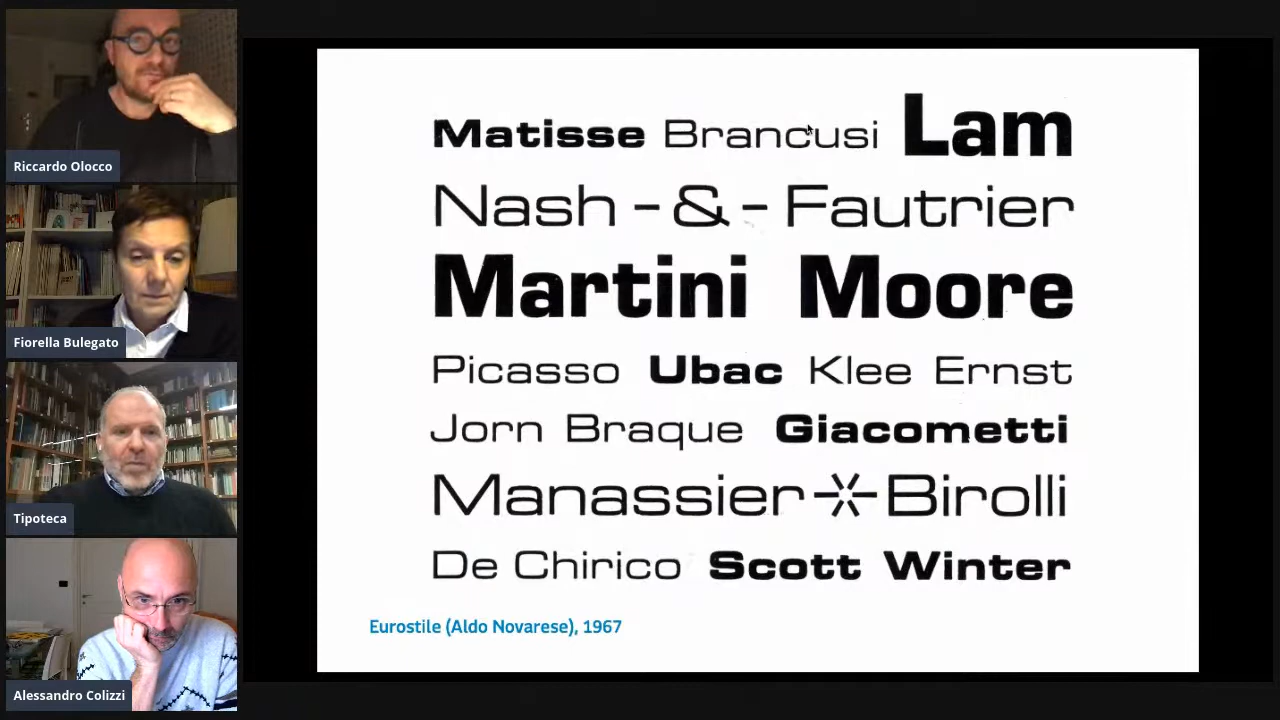 Riccardo Olocco
Fiorella Bulegato
Tipoteca
Alessandro Colizzi
Matisse Brancusi Lam
Nash - & - Fautrier
Martini Moore
Picasso Ubac Klee Ernst
Jorn Braque Giacometti
Manassier Birolli
De Chirico Scott Winter
Eurostile (Aldo Novarese), 1967